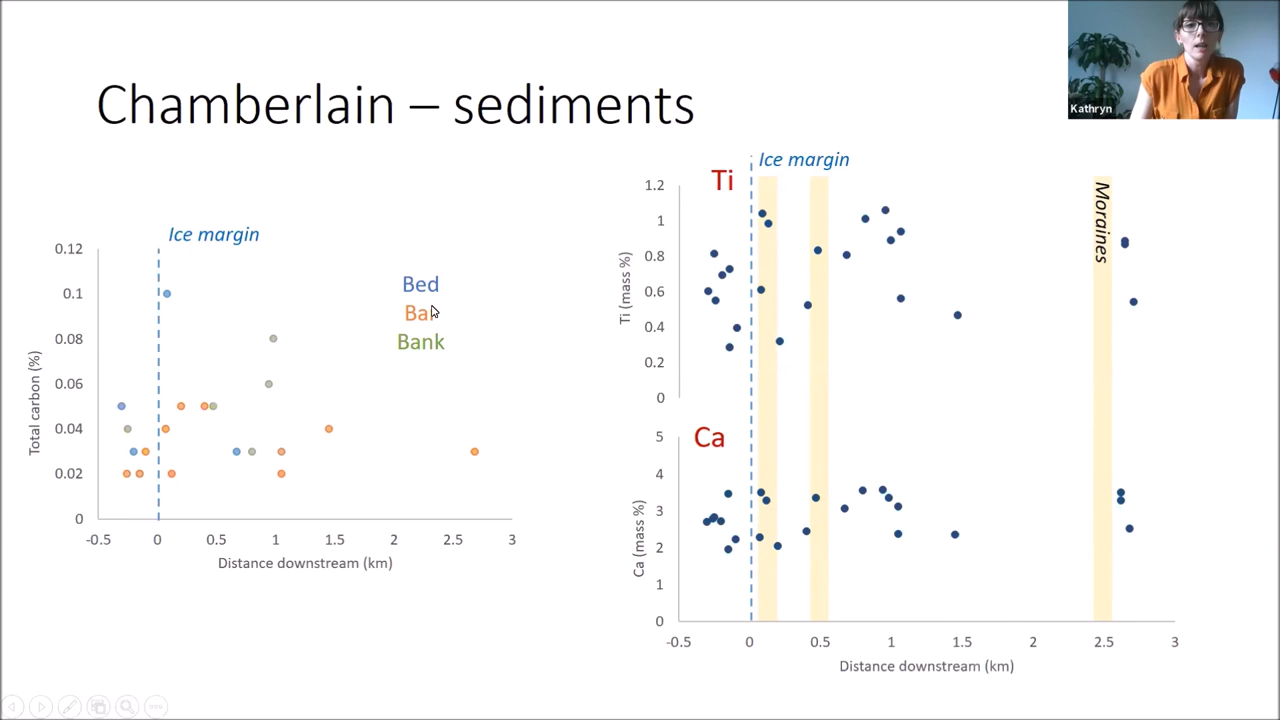 Kathryn
Chamberlain – sediments
Ice margin
0.12
0.1
0.08
0.06
0.04
0.02
0
Total carbon (%)
-0.5 0 0.5 1 1.5 2 2.5 3
Distance downstream (km)
Bed
Bank
Ice margin
Ti
1.2
1
0.8
0.6
0.4
0.2
0
Ti (mass %)
Moraines
Ca
5
4
3
2
1
0
Ca (mass %)
-0.5 0 0.5 1 1.5 2 2.5 3
Distance downstream (km)